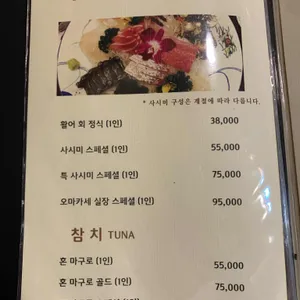 * 사시미 구성은 계절에 따라 다릅니다.
활어 회 정식 (1인) 38,000
사시미 스페셜 (1인) 55,000
특 사시미 스페셜 (1인) 75,000
오마카세 실장 스페셜 (1인) 95,000
참 치 TUNA
혼 마구로 (1인) 55,000
혼 마구로 골드 (1인) 75,000